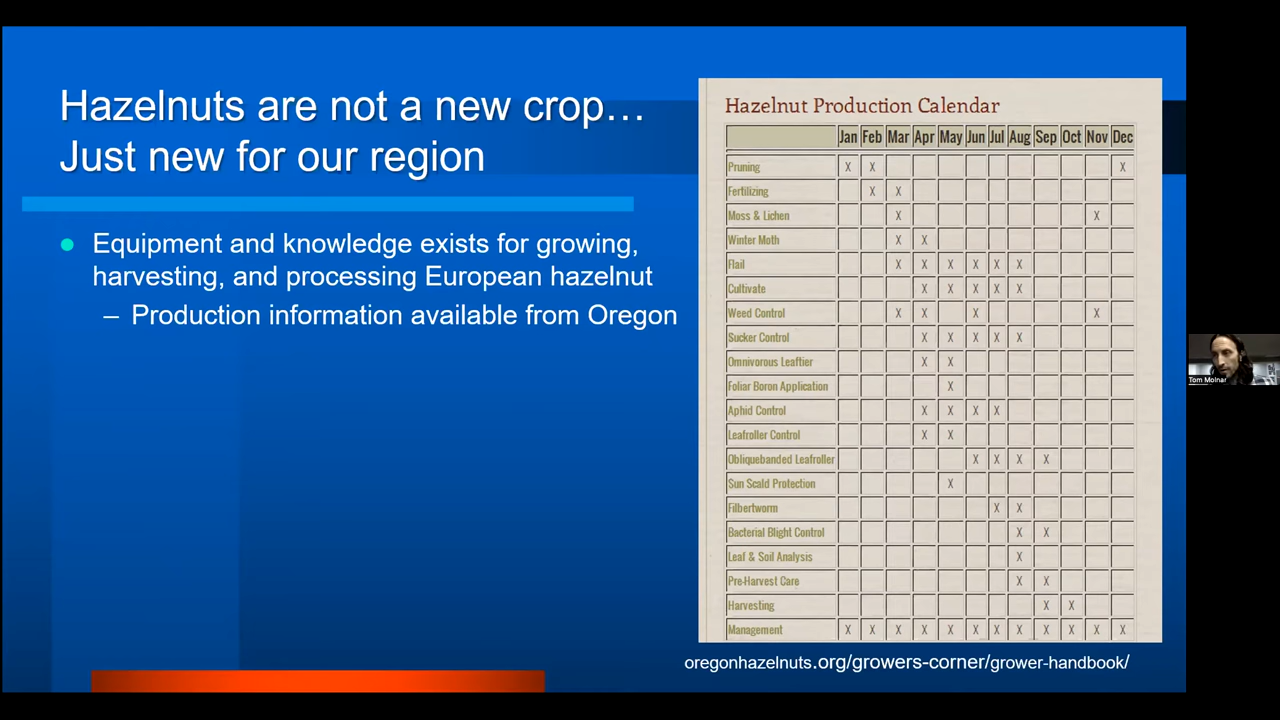 Hazelnuts are not a new crop…
Just new for our region
Equipment and knowledge exists for growing,
harvesting, and processing European hazelnut
– Production information available from Oregon
Hazelnut Production Calendar
Jan Feb Mar Apr May Jun Jul Aug Sep Oct Nov Dec
Pruning X X X
Fertilizing X X
Moss & Lichen X X
Winter Moth X X
Flail X X X X X X
Cultivate X X X X X
Weed Control X X X X
Sucker Control X X X X X
Omnivorous Leaftier X X
Foliar Boron Application X
Aphid Control X X X X
Leafroller Control X X
Obliquebanded Leafroller X X X X
Sun Scald Protection X
Filbertworm X X
Bacterial Blight Control X X
Leaf & Soil Analysis X
Pre-Harvest Care X X
Harvesting X X
Management X X X X X X X X X X X X
oregonhazelnuts.org/growers-corner/grower-handbook/
Tom Molnar